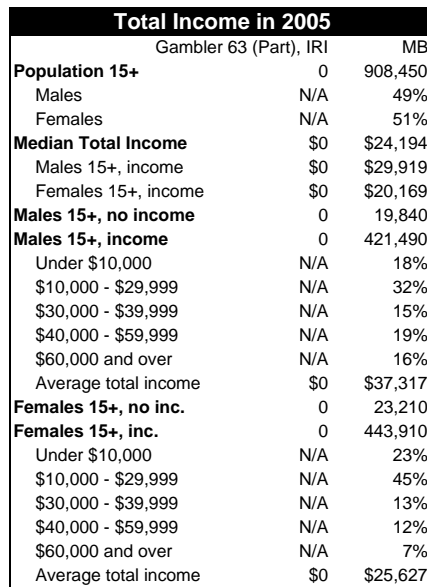 Total Income in 2005
Gambler 63 (Part), IRI MB
Population 15+ 0 908,450
Males N/A 49%
Females N/A 51%
Median Total Income $0 $24,194
Males 15+, income $0 $29,919
Females 15+, income $0 $20,169
Males 15+, no income 0 19,840
Males 15+, income 0 421,490
Under $10,000 N/A 18%
$10,000 - $29,999 N/A 32%
$30,000 - $39,999 N/A 15%
$40,000 - $59,999 N/A 19%
$60,000 and over N/A 16%
Average total income $0 $37,317
Females 15+, no inc. 0 23,210
Females 15+, inc. 0 443,910
Under $10,000 N/A 23%
$10,000 - $29,999 N/A 45%
$30,000 - $39,999 N/A 13%
$40,000 - $59,999 N/A 12%
$60,000 and over N/A 7%
Average total income $0 $25,627